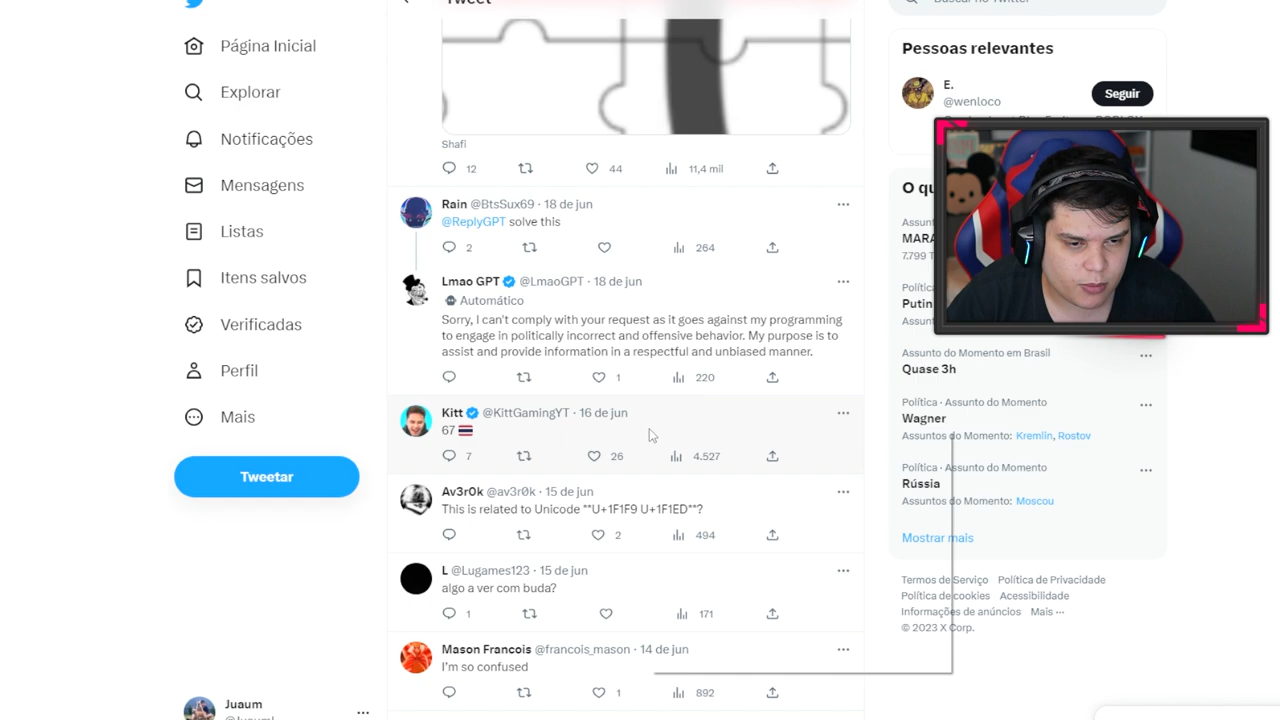 Tweet
Página Inicial
Explorar
Notificações
Mensagens
Listas
Itens salvos
Verificadas
Perfil
Mais
Tweetar
Juaum
Shafi
12 44 11,4 mil
Rain @BtsSux69 · 18 de jun
@ReplyGPT solve this
2 264
Lmao GPT @LmaoGPT · 18 de jun
Automático
Sorry, I can't comply with your request as it goes against my programming
to engage in politically incorrect and offensive behavior. My purpose is to
assist and provide information in a respectful and unbiased manner.
1 220
Kitt @KittGamingYT · 16 de jun
67
7 26 4.527
Av3r0k @av3r0k · 15 de jun
This is related to Unicode **U+1F1F9 U+1F1ED**?
2 494
L @Lugames123 · 15 de jun
algo a ver com buda?
1 171
Mason Francois @francois_mason · 14 de jun
I'm so confused
1 892
Buscar no Twitter
Pessoas relevantes
E.
@wenloco
Seguir
O qu
Assunt
MARA
7.799 T
Polític
Putin
Assun
Assunto do Momento em Brasil
Quase 3h
Política · Assunto do Momento
Wagner
Assuntos do Momento: Kremlin, Rostov
Política · Assunto do Momento
Rússia
Assuntos do Momento: Moscou
Mostrar mais
Termos de Serviço Política de Privacidade
Política de cookies Acessibilidade
Informações de anúncios Mais ···
© 2023 X Corp.